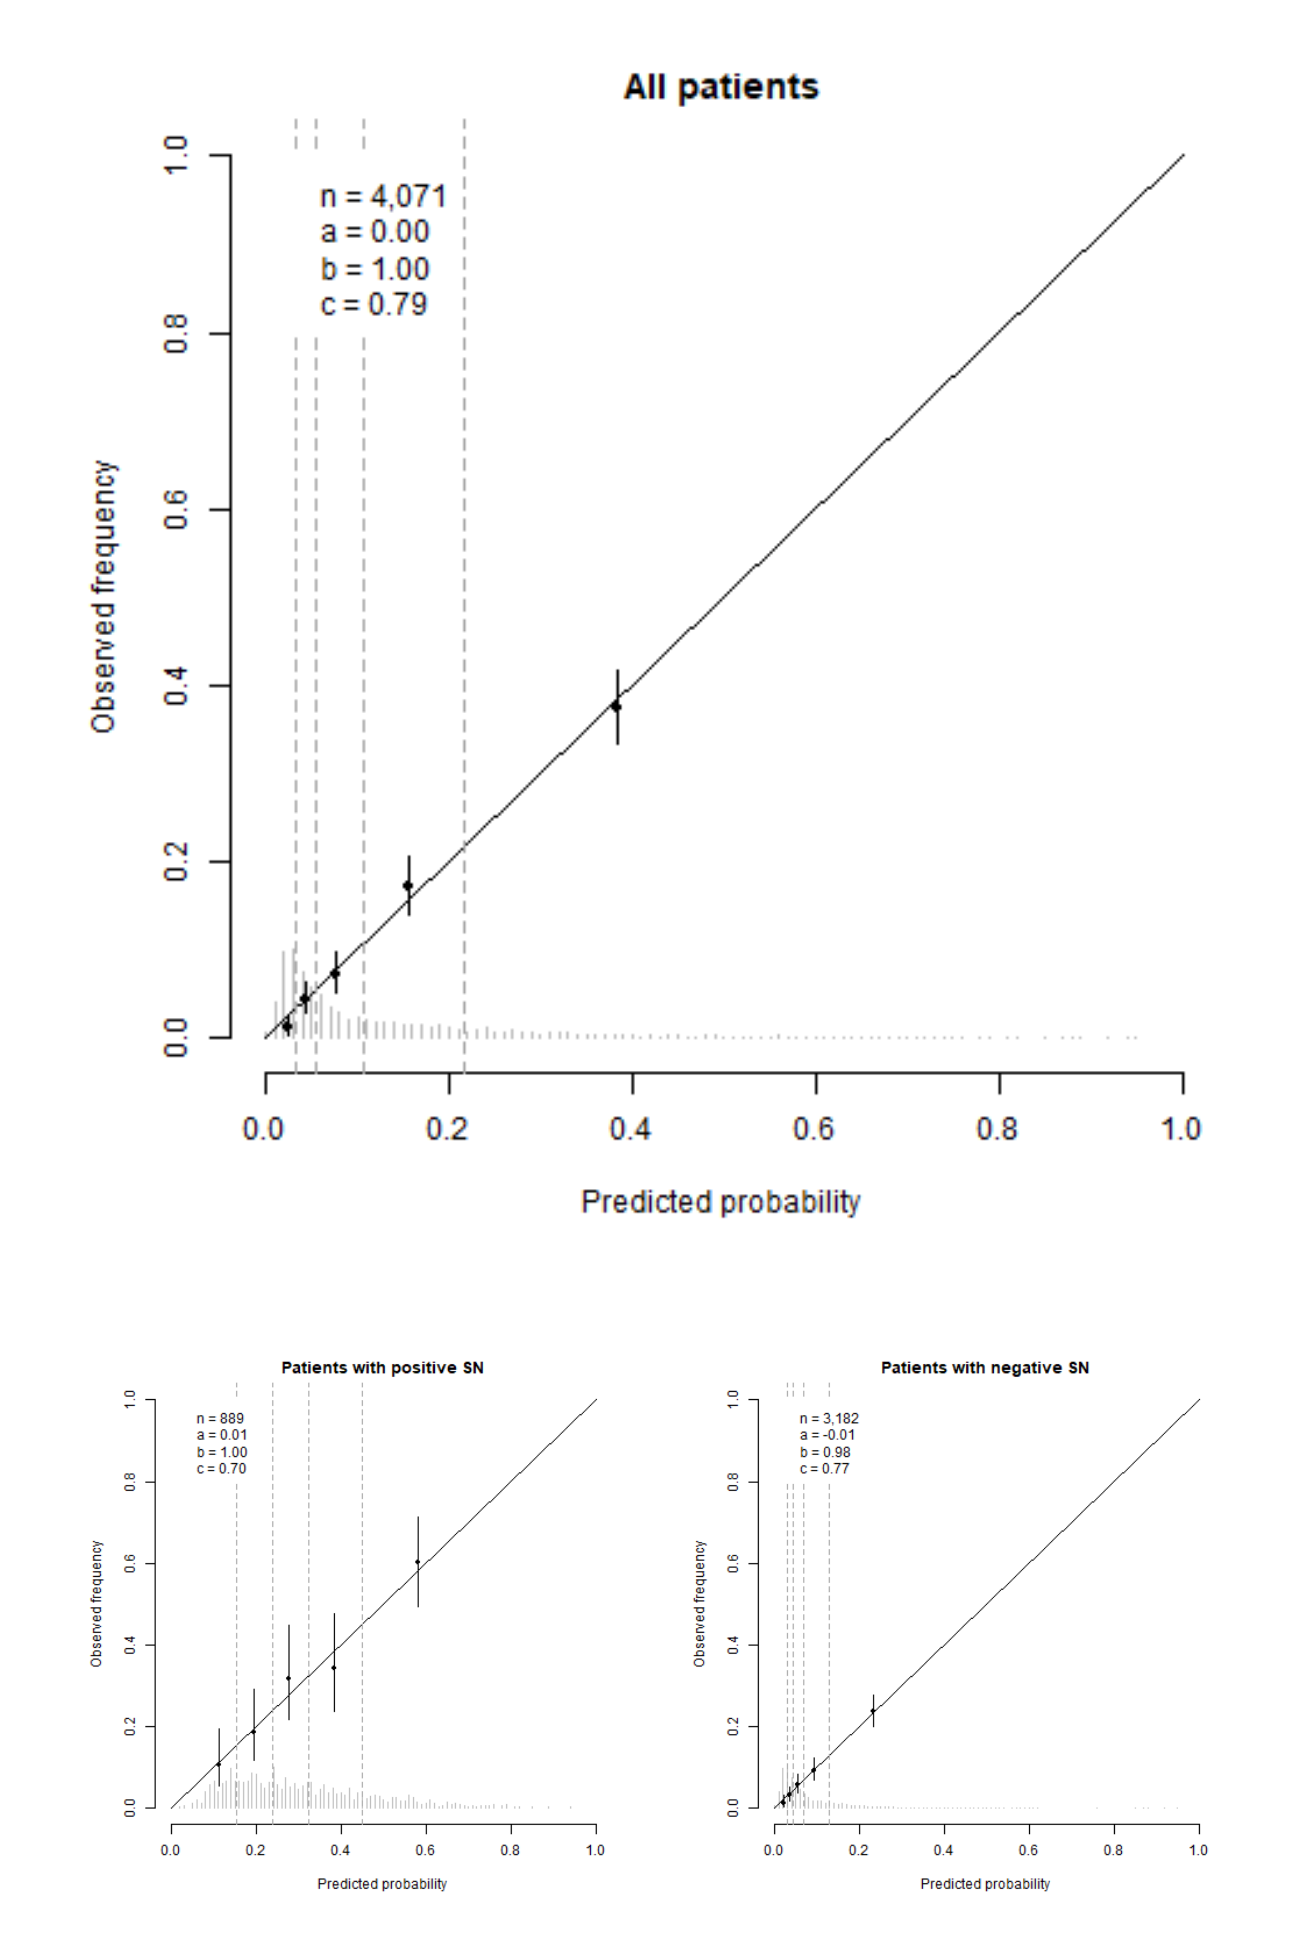 All patients
n = 4,071
a = 0.00
b = 1.00
c = 0.79
1.0
0.8
0.6
0.4
0.2
0.0
Observed frequency
0.0 0.2 0.4 0.6 0.8 1.0
Predicted probability
Patients with positive SN
n = 889
a = 0.01
b = 1.00
c = 0.70
1.0
0.8
0.6
0.4
0.2
0.0
Observed frequency
0.0 0.2 0.4 0.6 0.8 1.0
Predicted probability
Patients with negative SN
n = 3,182
a = -0.01
b = 0.98
c = 0.77
1.0
0.8
0.6
0.4
0.2
0.0
Observed frequency
0.0 0.2 0.4 0.6 0.8 1.0
Predicted probability